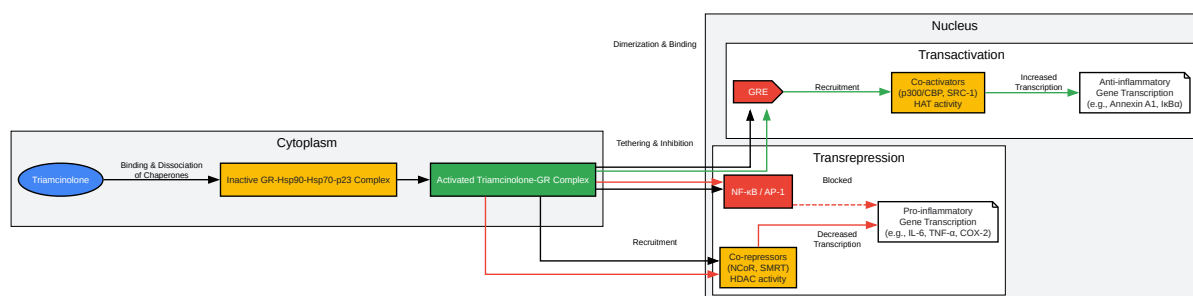 Nucleus
Dimerization & Binding
Transactivation
GRE
Recruitment
Co-activators
(p300/CBP, SRC-1)
HAT activity
Increased
Transcription
Anti-inflammatory
Gene Transcription
(e.g., Annexin A1, IκBα)
Cytoplasm
Triamcinolone
Binding & Dissociation
of Chaperones
Inactive GR-Hsp90-Hsp70-p23 Complex
Activated Triamcinolone-GR Complex
Tethering & Inhibition
Transrepression
NF-κB / AP-1
Blocked
Pro-inflammatory
Gene Transcription
(e.g., IL-6, TNF-α, COX-2)
Recruitment
Co-repressors
(NCoR, SMRT)
HDAC activity
Decreased
Transcription